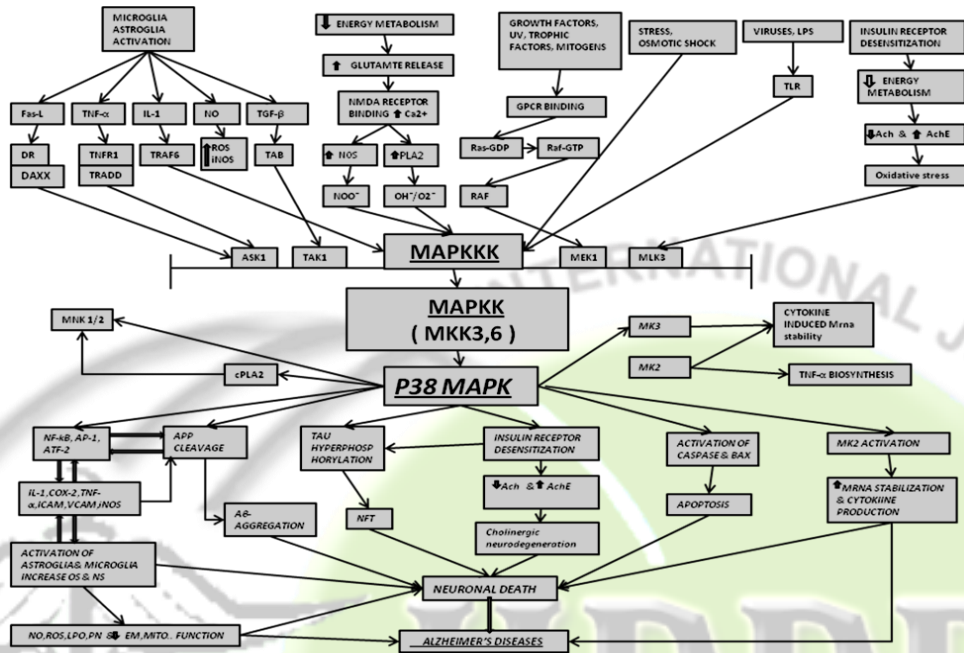 MICROGLIA
ASTROGLIA
ACTIVATION
⬇ ENERGY METABOLISM
⬆ GLUTAMTE RELEASE
NMDA RECEPTOR
BINDING ⬆ Ca2+
GROWTH FACTORS,
UV, TROPHIC
FACTORS, MITOGENS
STRESS,
OSMOTIC SHOCK
VIRUSES, LPS
INSULIN RECEPTOR
DESENSITIZATION
⬇ ENERGY
METABOLISM
TLR
GPCR BINDING
Fas-L
TNF-α
IL-1
NO
TGF-β
DR
DAXX
TNFR1
TRADD
TRAF6
⬆ROS
iNOS
TAB
⬆ NOS
⬆PLA2
Ras-GDP
Raf-GTP
⬇Ach & ⬆ AchE
NOO⁻
OH⁻/O2⁻
RAF
Oxidative stress
ASK1
TAK1
MAPKKK
MEK1
MLK3
INTERNATIONAL J
MAPKK
( MKK3,6 )
MNK 1/2
cPLA2
P38 MAPK
MK3
MK2
CYTOKINE
INDUCED Mrna
stability
TNF-α BIOSYNTHESIS
NF-kB, AP-1,
ATF-2
APP
CLEAVAGE
TAU
HYPERPHOSP
HORYLATION
INSULIN RECEPTOR
DESENSITIZATION
ACTIVATION OF
CASPASE & BAX
MK2 ACTIVATION
IL-1,COX-2,TNF-
α,ICAM,VCAM,iNOS
⬇Ach & ⬆ AchE
⬆MRNA STABILIZATION
& CYTOKIINE
PRODUCTION
Aβ-
AGGREGATION
NFT
APOPTOSIS
Cholinergic
neurodegeneration
ACTIVATION OF
ASTROGLIA& MICROGLIA
INCREASE OS & NS
NEURONAL DEATH
NO,ROS,LPO,PN &⬇ EM,MITO.. FUNCTION
ALZHEIMER'S DISEASES